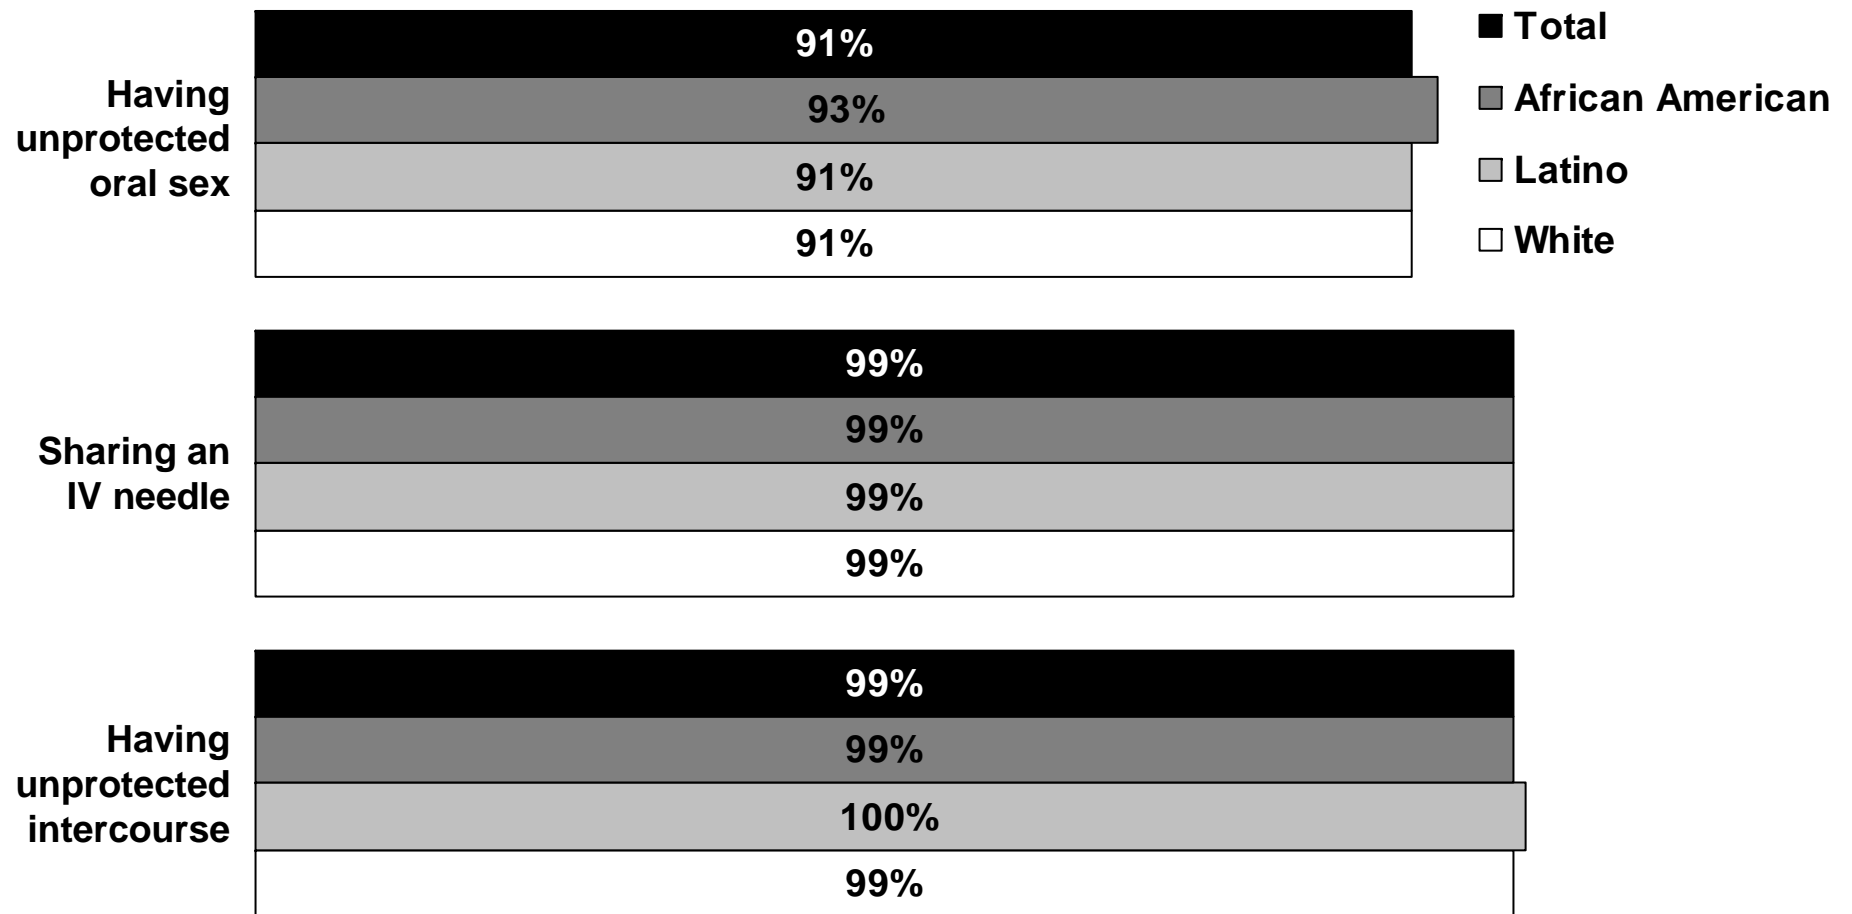 91%
93%
91%
91%
Having
unprotected
oral sex
Total
African American
Latino
White
99%
99%
99%
99%
Sharing an
IV needle
99%
99%
100%
99%
Having
unprotected
intercourse